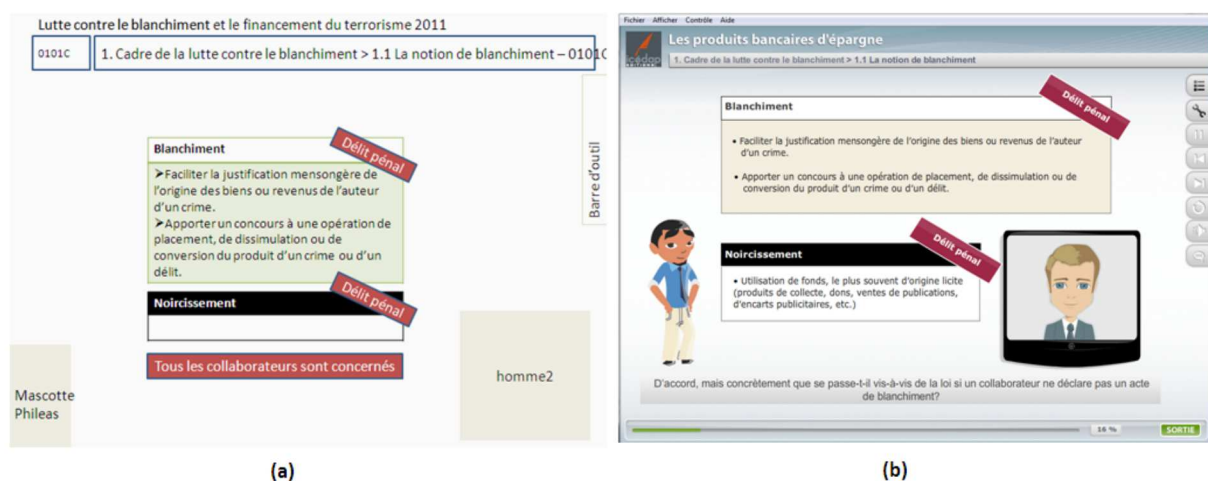 Lutte contre le blanchiment et le financement du terrorisme 2011
0101C
1. Cadre de la lutte contre le blanchiment > 1.1 La notion de blanchiment – 0101C
Barre d'outil
Blanchiment
Délit pénal
➢Faciliter la justification mensongère de
l'origine des biens ou revenus de l'auteur
d'un crime.
➢Apporter un concours à une opération de
placement, de dissimulation ou de
conversion du produit d'un crime ou d'un
délit.
Noircissement
Délit pénal
Tous les collaborateurs sont concernés
Mascotte
Phileas
homme2
(a)
Fichier Afficher Contrôle Aide
Les produits bancaires d'épargne
1. Cadre de la lutte contre le blanchiment > 1.1 La notion de blanchiment
Blanchiment
Délit pénal
• Faciliter la justification mensongère de l'origine des biens ou revenus de l'auteur
d'un crime.
• Apporter un concours à une opération de placement, de dissimulation ou de
conversion du produit d'un crime ou d'un délit.
Noircissement
Délit pénal
• Utilisation de fonds, le plus souvent d'origine licite
(produits de collecte, dons, ventes de publications,
d'encarts publicitaires, etc.)
D'accord, mais concrètement que se passe-t-il vis-à-vis de la loi si un collaborateur ne déclare pas un acte
de blanchiment?
16 %
SORTIE
(b)